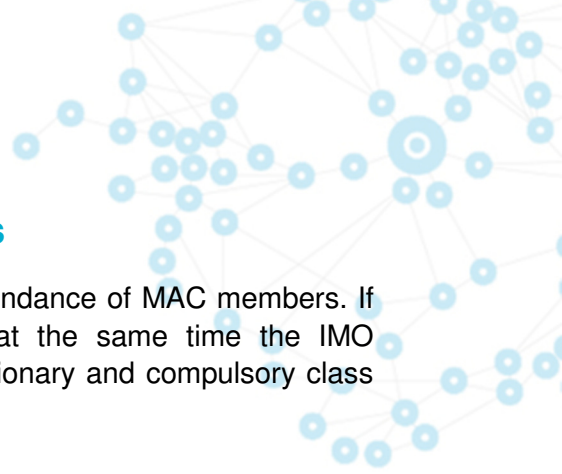 s
ndance of MAC members. If
at the same time the IMO
ionary and compulsory class